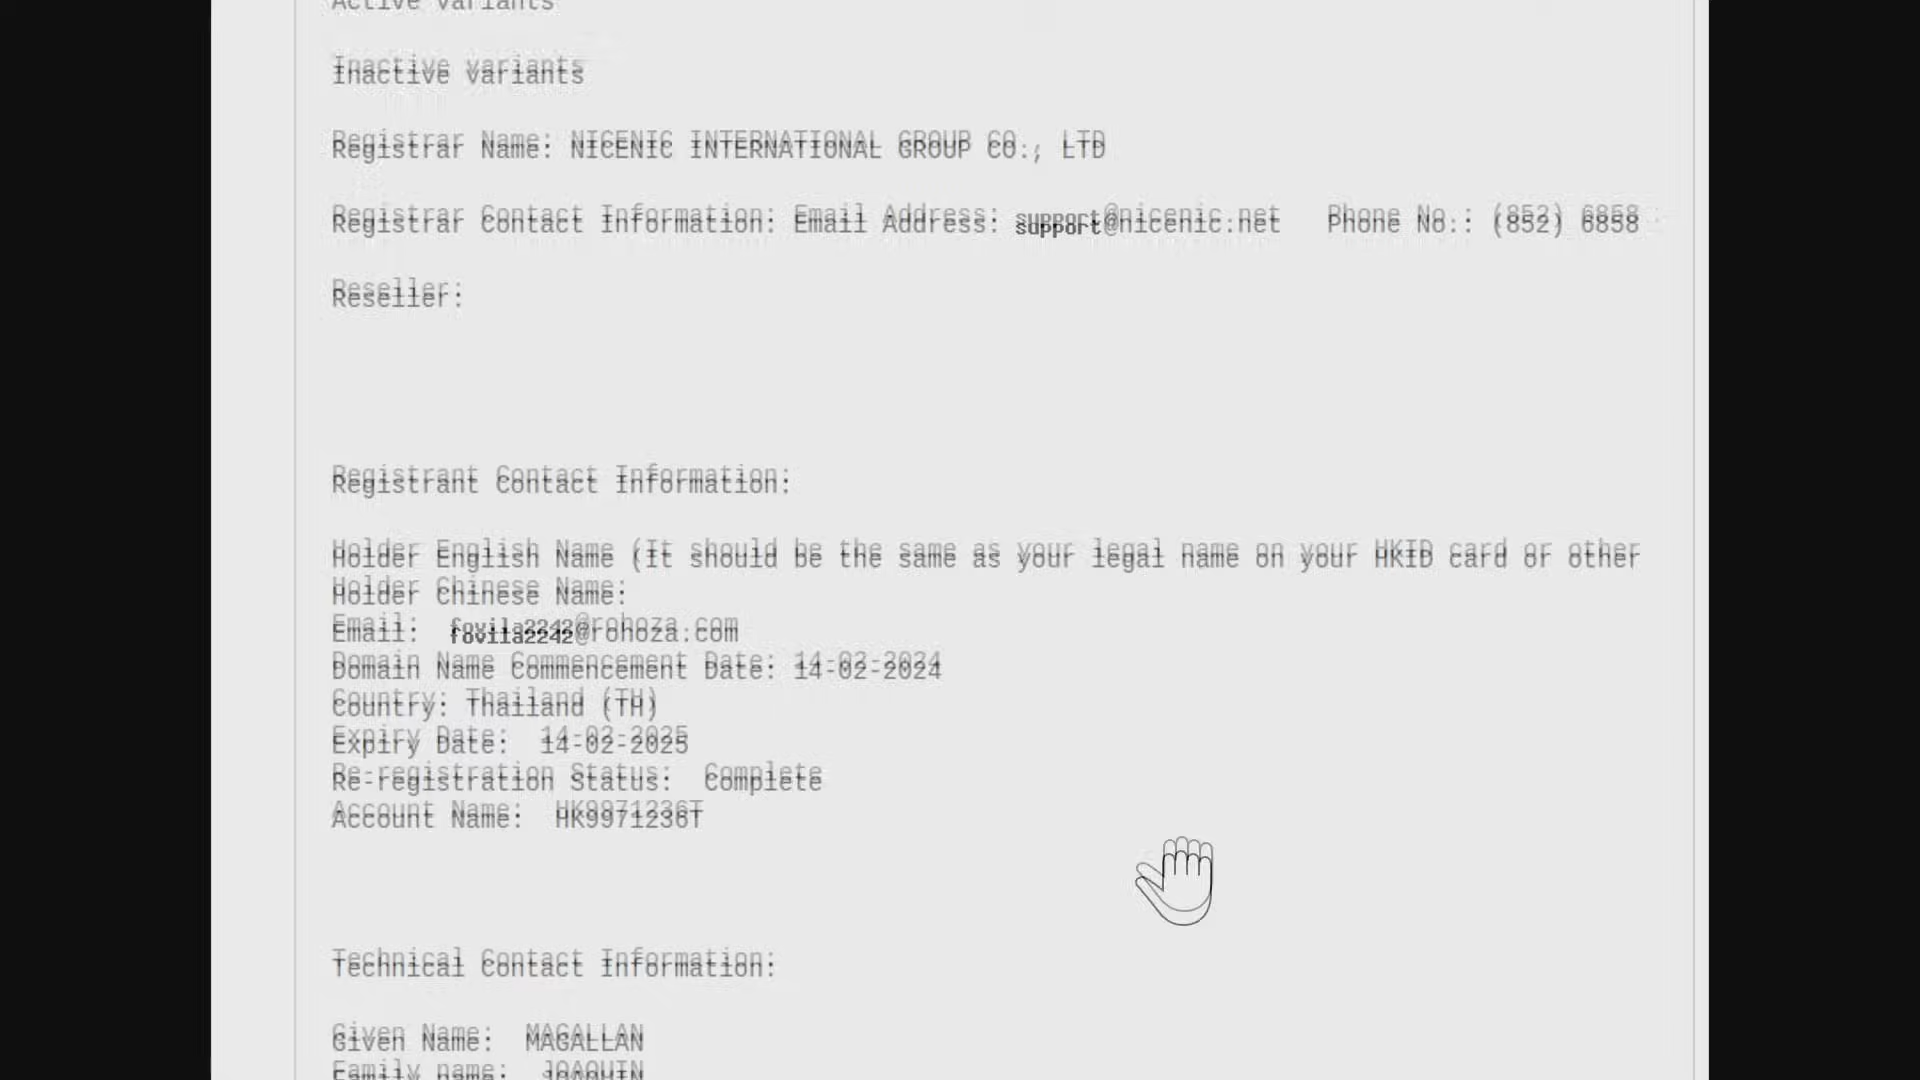 Active variants
Inactive variants
Registrar Name: NICENIC INTERNATIONAL GROUP CO., LTD
Registrar Contact Information: Email Address: support@nicenic.net Phone No.: (852) 6858
Reseller:
Registrant Contact Information:
Holder English Name (It should be the same as your legal name on your HKID card or other
Holder Chinese Name:
Email: fovila2242@rohoza.com
Domain Name Commencement Date: 14-02-2024
Country: Thailand (TH)
Expiry Date: 14-02-2025
Re-registration Status: Complete
Account Name: HK9971236T
Technical Contact Information:
Given Name: MAGALLAN
Family name: JOAQUIN